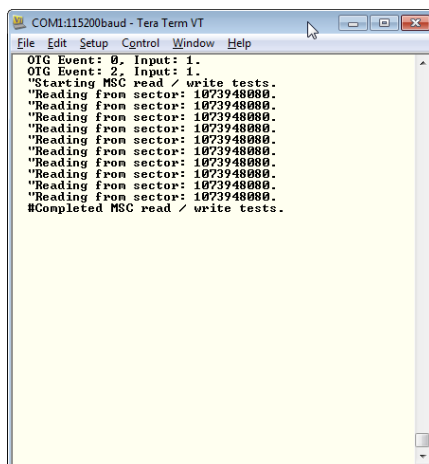 COM1:115200baud - Tera Term VT
File Edit Setup Control Window Help
OTG Event: 0, Input: 1.
OTG Event: 2, Input: 1.
"Starting MSC read / write tests.
"Reading from sector: 1073948080.
"Reading from sector: 1073948080.
"Reading from sector: 1073948080.
"Reading from sector: 1073948080.
"Reading from sector: 1073948080.
"Reading from sector: 1073948080.
"Reading from sector: 1073948080.
"Reading from sector: 1073948080.
"Reading from sector: 1073948080.
"Reading from sector: 1073948080.
#Completed MSC read / write tests.